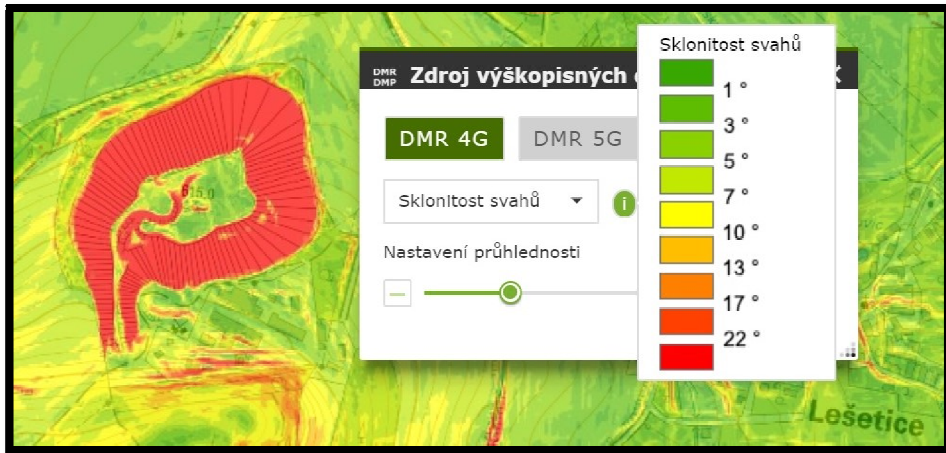 Sklonitost svahů
DMR
DMP
Zdroj výškopisných
DMR 4G
DMR 5G
Sklonitost svahů
i
Nastavení průhlednosti
1 °
3 °
5 °
7 °
10 °
13 °
17 °
22 °
615.0
Lešetice